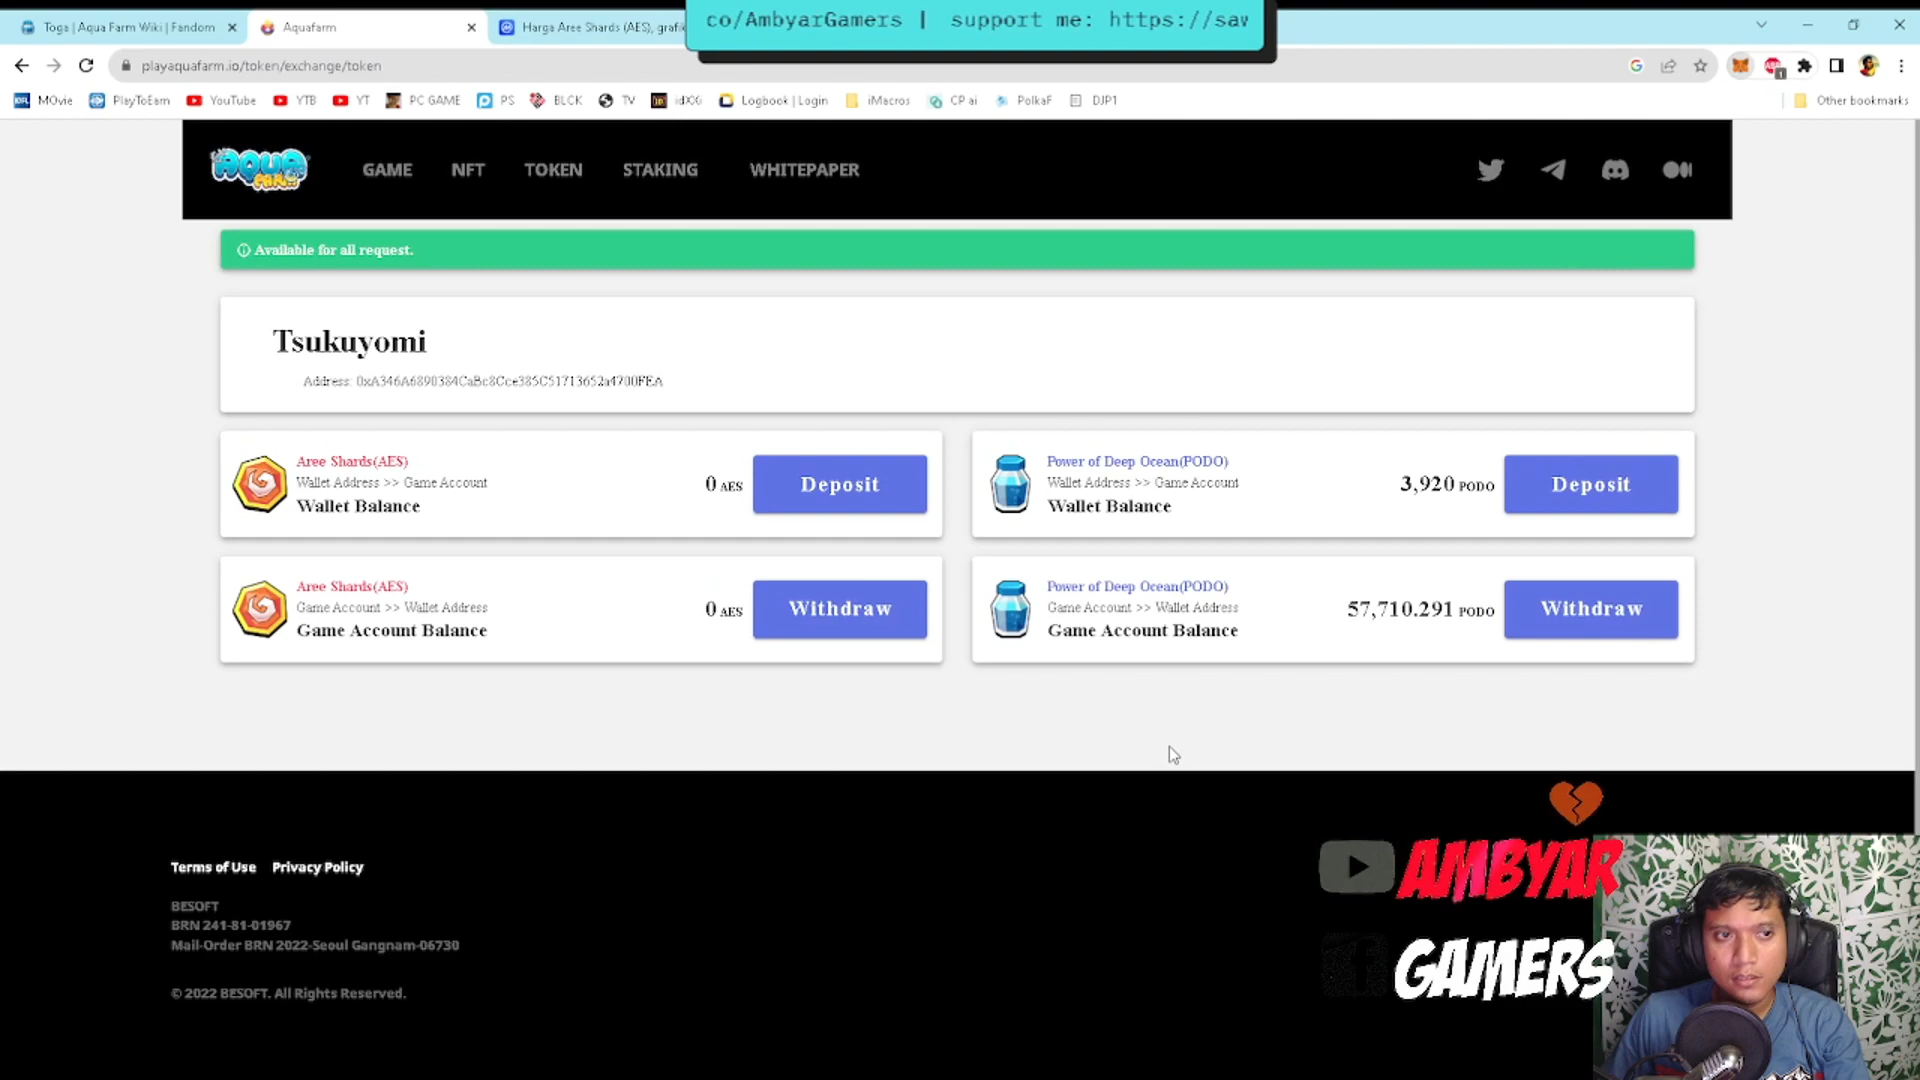 co/AmbyarGamers | support me: https://sav
Toga | Aqua Farm Wiki | Fandom
Aquafarm
Harga Aree Shards (AES), grafik
playaquafarm.io/token/exchange/token
MOvie
PlayToEarn
YouTube
YTB
YT
PC GAME
PS
BLCK
TV
Logbook | Login
iMacros
CP ai
PolkaF
DJP1
Other bookmarks
AQUA FARM
GAME
NFT
TOKEN
STAKING
WHITEPAPER
Available for all request.
Tsukuyomi
Address: 0xA346A6890384CaBc8Cce385C51713652a4700FEA
Aree Shards(AES)
Wallet Address >> Game Account
Wallet Balance
0 AES
Deposit
Power of Deep Ocean(PODO)
Wallet Address >> Game Account
Wallet Balance
3,920 PODO
Deposit
Aree Shards(AES)
Game Account >> Wallet Address
Game Account Balance
0 AES
Withdraw
Power of Deep Ocean(PODO)
Game Account >> Wallet Address
Game Account Balance
57,710.291 PODO
Withdraw
Terms of Use Privacy Policy
BESOFT
BRN 241-81-01967
Mail-Order BRN 2022-Seoul Gangnam-06730
© 2022 BESOFT. All Rights Reserved.
AMBYAR
GAMERS